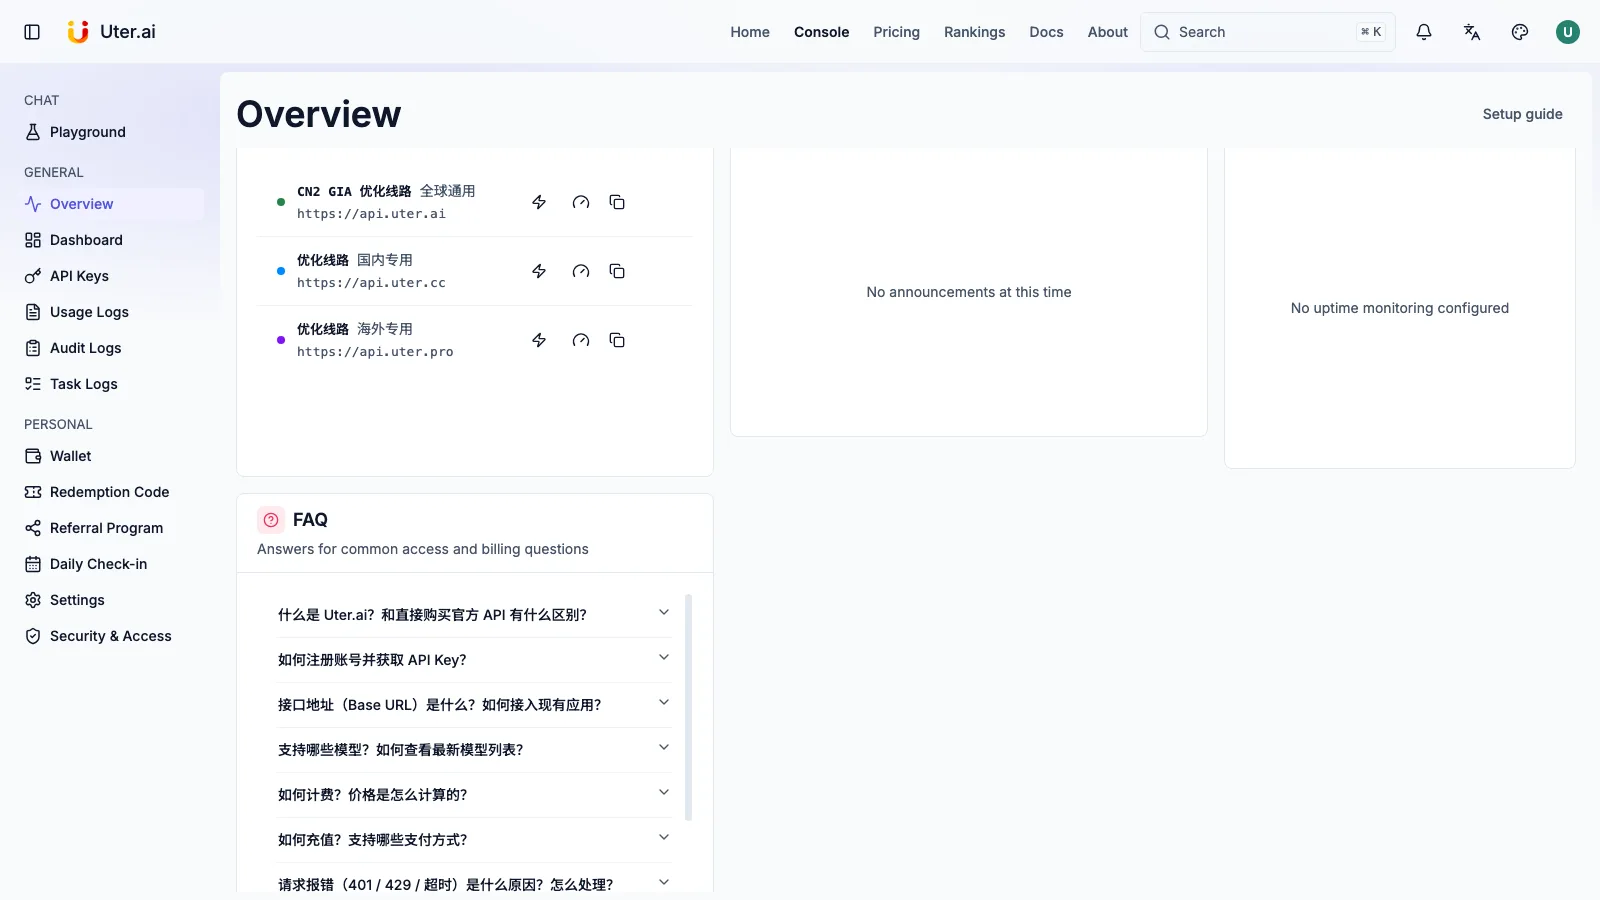 Uter.ai
Home
Console
Pricing
Rankings
Docs
About
Search
⌘ K
U
CHAT
Playground
GENERAL
Overview
Dashboard
API Keys
Usage Logs
Audit Logs
Task Logs
PERSONAL
Wallet
Redemption Code
Referral Program
Daily Check-in
Settings
Security & Access
Overview
Setup guide
CN2 GIA 优化线路 全球通用
https://api.uter.ai
优化线路 国内专用
https://api.uter.cc
优化线路 海外专用
https://api.uter.pro
No announcements at this time
No uptime monitoring configured
FAQ
Answers for common access and billing questions
什么是 Uter.ai？和直接购买官方 API 有什么区别？
如何注册账号并获取 API Key？
接口地址（Base URL）是什么？如何接入现有应用？
支持哪些模型？如何查看最新模型列表？
如何计费？价格是怎么计算的？
如何充值？支持哪些支付方式？
请求报错（401 / 429 / 超时）是什么原因？怎么处理？